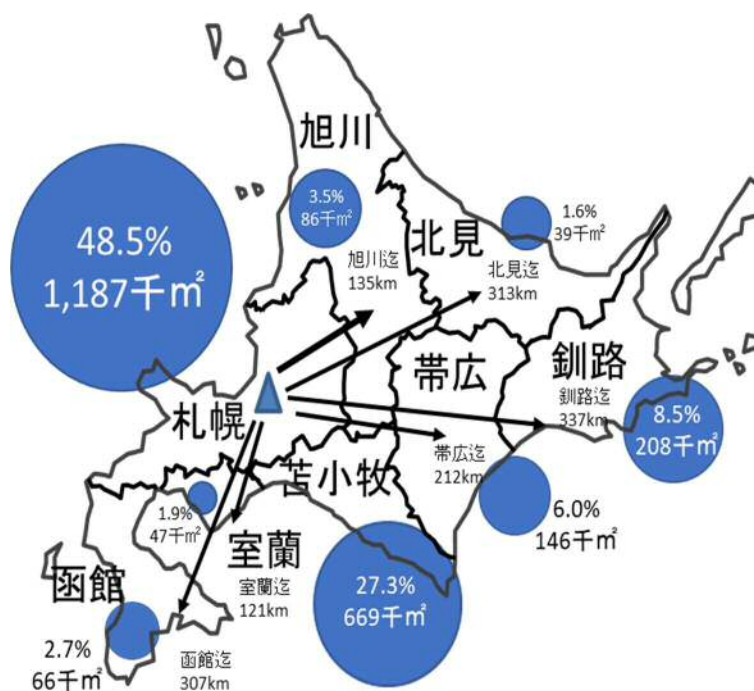 旭川
3.5%
86千㎡
48.5%
1,187千㎡
北見
1.6%
39千㎡
旭川迄
135km
北見迄
313km
帯広
釧路
釧路迄
337km
8.5%
208千㎡
札幌
帯広迄
212km
苫小牧
1.9%
47千㎡
6.0%
146千㎡
室蘭
室蘭迄
121km
27.3%
669千㎡
函館
2.7%
66千㎡
函館迄
307km